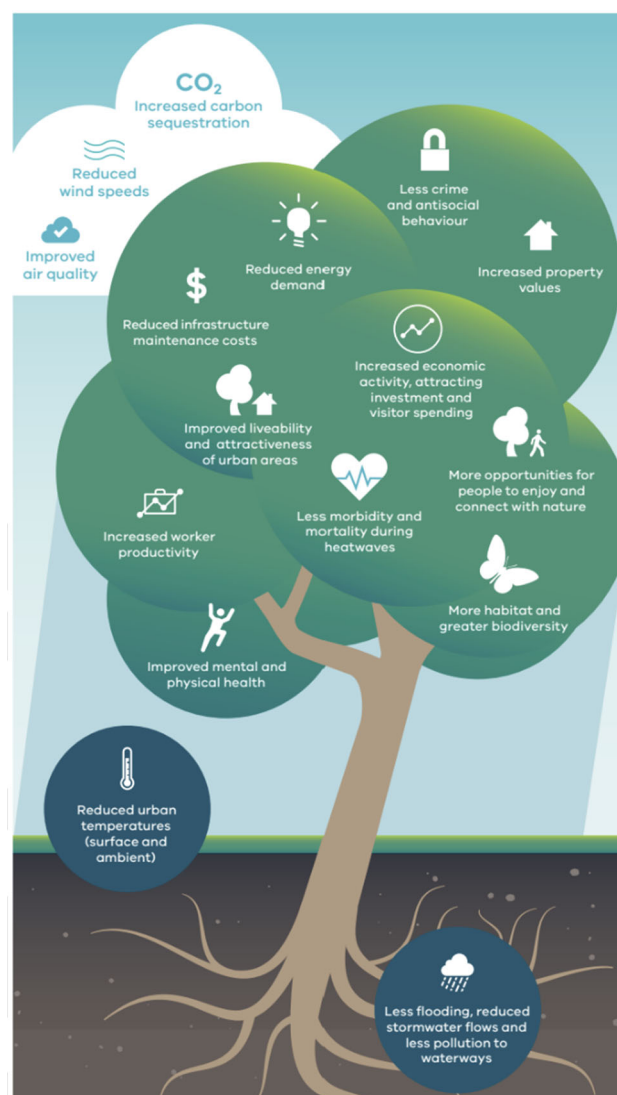 CO₂
Increased carbon
sequestration
Reduced
wind speeds
Improved
air quality
Less crime
and antisocial
behaviour
Reduced energy
demand
Increased property
values
$
Reduced infrastructure
maintenance costs
Increased economic
activity, attracting
investment and
visitor spending
Improved liveability
and attractiveness
of urban areas
More opportunities for
people to enjoy and
connect with nature
Increased worker
productivity
Less morbidity and
mortality during
heatwaves
More habitat and
greater biodiversity
Improved mental and
physical health
Reduced urban
temperatures
(surface and
ambient)
Less flooding, reduced
stormwater flows and
less pollution to
waterways